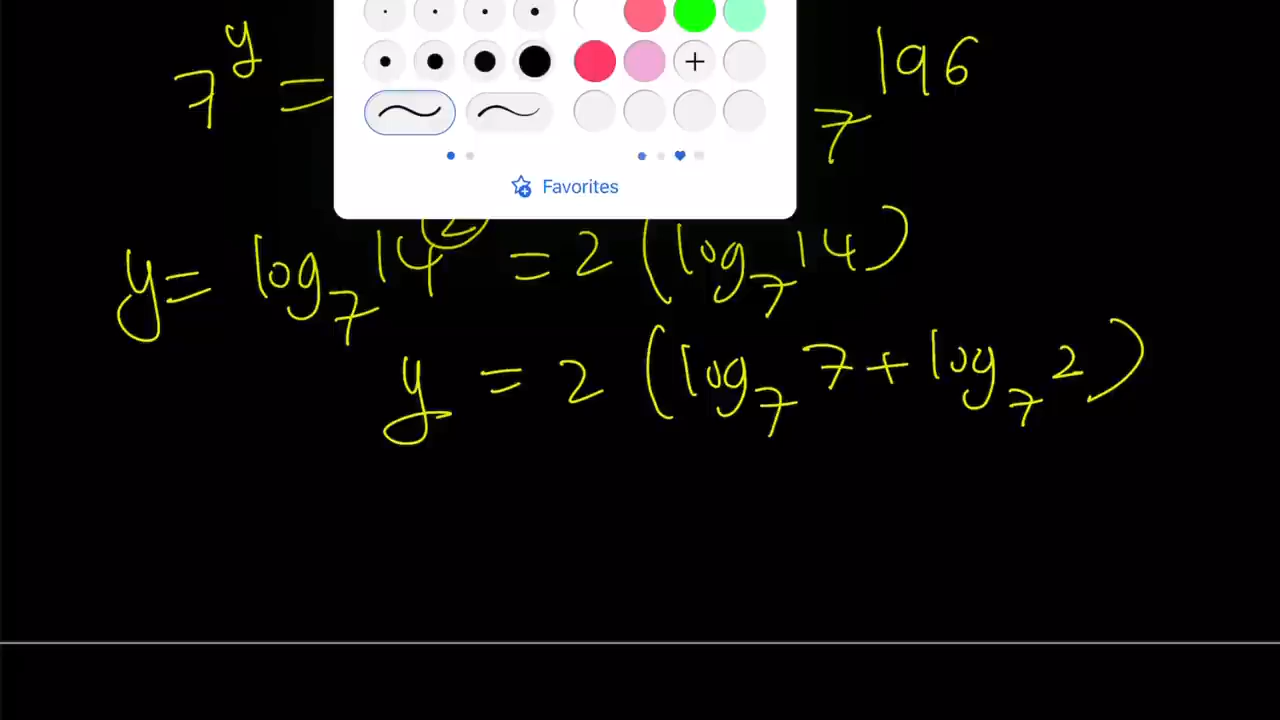 7^y = 7 196
Favorites
y = log_7 14^2 = 2 (log_7 14)
y = 2 (log_7 7 + log_7 2)